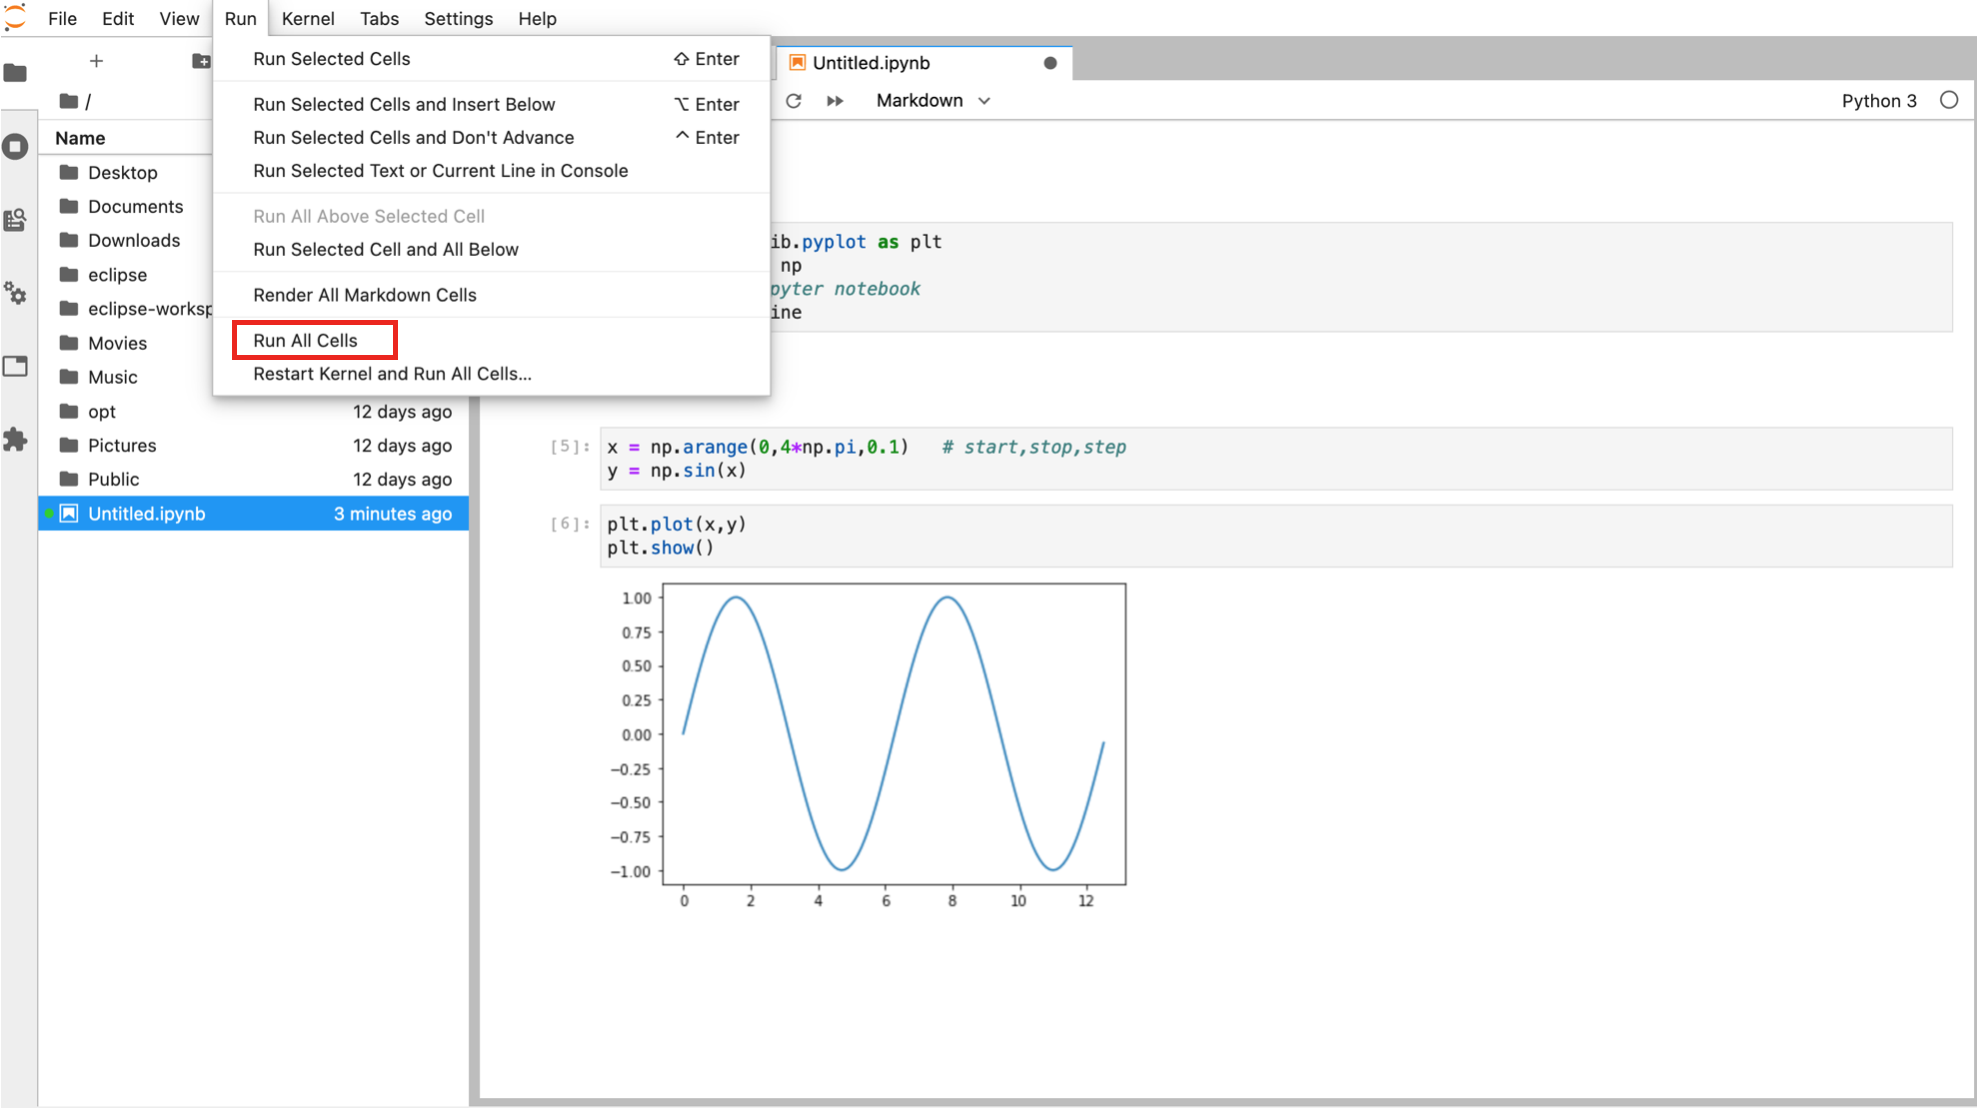 File Edit View Run Kernel Tabs Settings Help
Run Selected Cells ⇧ Enter
Run Selected Cells and Insert Below ⌥ Enter
Run Selected Cells and Don't Advance ^ Enter
Run Selected Text or Current Line in Console
Run All Above Selected Cell
Run Selected Cell and All Below
Render All Markdown Cells
Run All Cells
Restart Kernel and Run All Cells...
/
Name
Desktop
Documents
Downloads
eclipse
eclipse-worksp
Movies
Music
opt 12 days ago
Pictures 12 days ago
Public 12 days ago
Untitled.ipynb 3 minutes ago
Untitled.ipynb
Markdown
Python 3
ib.pyplot as plt
np
pyter notebook
ine
[5]: x = np.arange(0,4*np.pi,0.1) # start,stop,step
y = np.sin(x)
[6]: plt.plot(x,y)
plt.show()
1.00
0.75
0.50
0.25
0.00
−0.25
−0.50
−0.75
−1.00
0 2 4 6 8 10 12